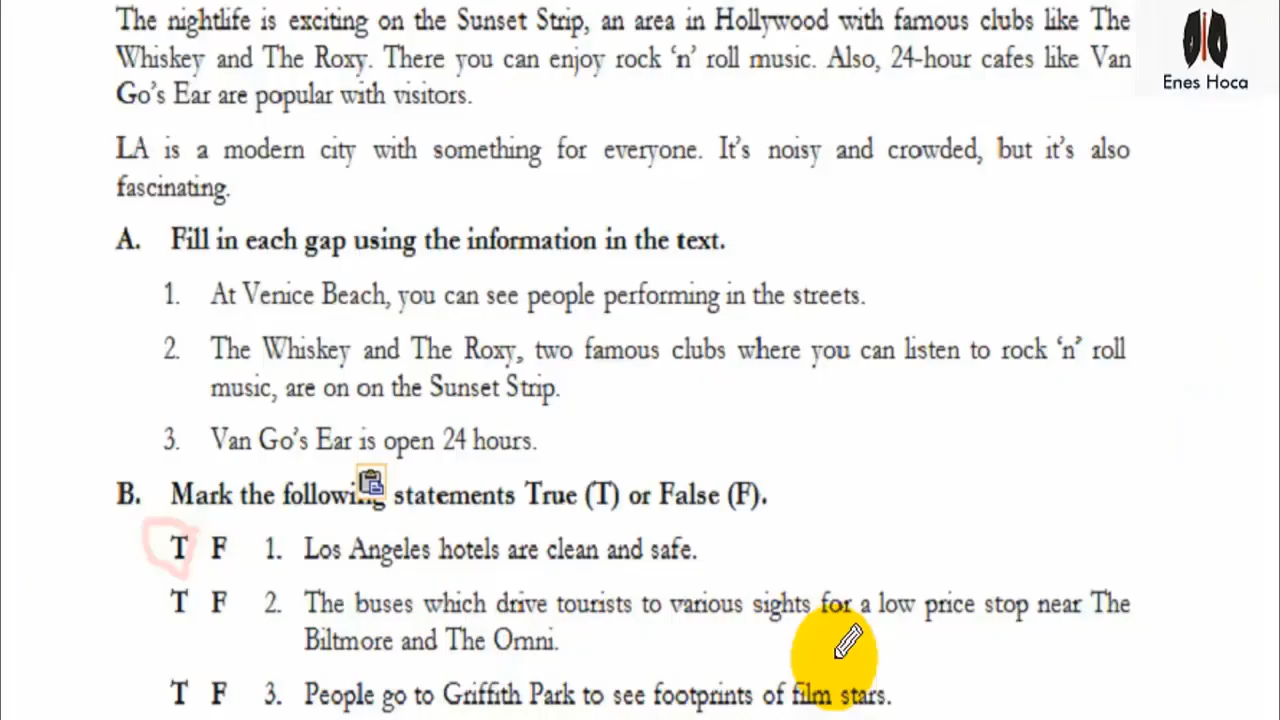 The nightlife is exciting on the Sunset Strip, an area in Hollywood with famous clubs like The
Whiskey and The Roxy. There you can enjoy rock ‘n’ roll music. Also, 24-hour cafes like Van
Go’s Ear are popular with visitors.
Enes Hoca
LA is a modern city with something for everyone. It’s noisy and crowded, but it’s also
fascinating.
A. Fill in each gap using the information in the text.
1. At Venice Beach, you can see people performing in the streets.
2. The Whiskey and The Roxy, two famous clubs where you can listen to rock ‘n’ roll
music, are on on the Sunset Strip.
3. Van Go’s Ear is open 24 hours.
B. Mark the following statements True (T) or False (F).
T F 1. Los Angeles hotels are clean and safe.
T F 2. The buses which drive tourists to various sights for a low price stop near The
Biltmore and The Omni.
T F 3. People go to Griffith Park to see footprints of film stars.